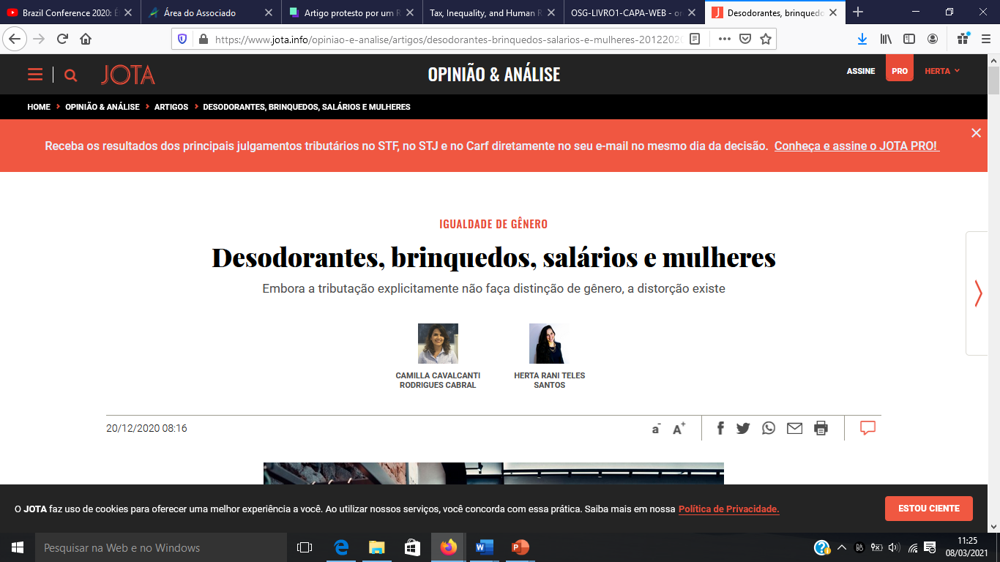 Brazil Conference 2020: É
Área do Associado
Artigo protesto por um R
Tax, Inequality, and Human R
OSG-LIVRO1-CAPA-WEB - or
Desodorantes, brinquedo
https://www.jota.info/opiniao-e-analise/artigos/desodorantes-brinquedos-salarios-e-mulheres-20122020
JOTA
OPINIÃO & ANÁLISE
ASSINE
PRO
HERTA
HOME
OPINIÃO & ANÁLISE
ARTIGOS
DESODORANTES, BRINQUEDOS, SALÁRIOS E MULHERES
Receba os resultados dos principais julgamentos tributários no STF, no STJ e no Carf diretamente no seu e-mail no mesmo dia da decisão. Conheça e assine o JOTA PRO!
IGUALDADE DE GÊNERO
Desodorantes, brinquedos, salários e mulheres
Embora a tributação explicitamente não faça distinção de gênero, a distorção existe
CAMILLA CAVALCANTI
RODRIGUES CABRAL
HERTA RANI TELES
SANTOS
20/12/2020 08:16
a-
A+
O JOTA faz uso de cookies para oferecer uma melhor experiência a você. Ao utilizar nossos serviços, você concorda com essa prática. Saiba mais em nossa Política de Privacidade.
ESTOU CIENTE
Pesquisar na Web e no Windows
11:25
08/03/2021